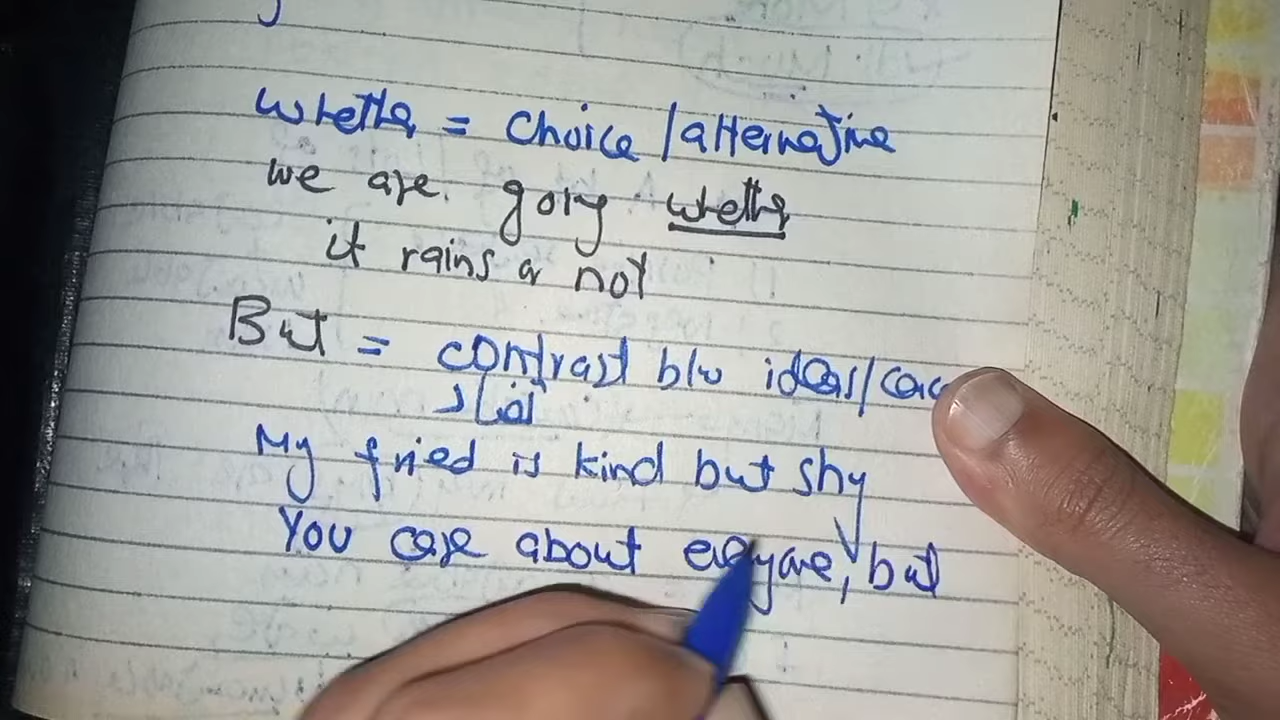 Whether = Choice / alternative
we are going whether
it rains or not
But = contrast b/w ideas/
تضاد
My fried is kind but shy
You care about everyone, but